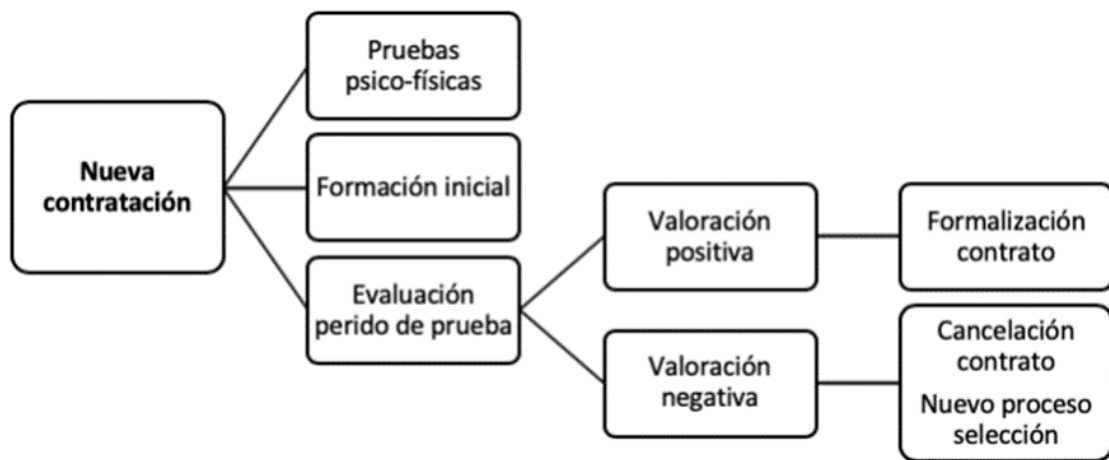 Nueva
contratación
Pruebas
psico-físicas
Formación inicial
Evaluación
perido de prueba
Valoración
positiva
Valoración
negativa
Formalización
contrato
Cancelación
contrato
Nuevo proceso
selección